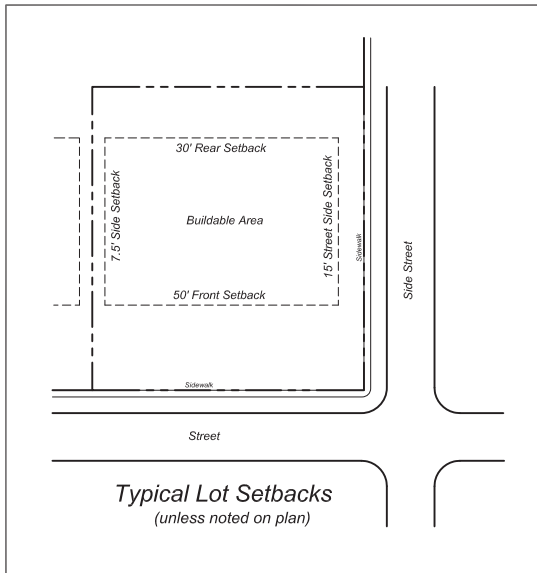 30' Rear Setback
7.5' Side Setback
Buildable Area
15' Street Side Setback
Sidewalk
Side Street
50' Front Setback
Sidewalk
Street
Typical Lot Setbacks
(unless noted on plan)